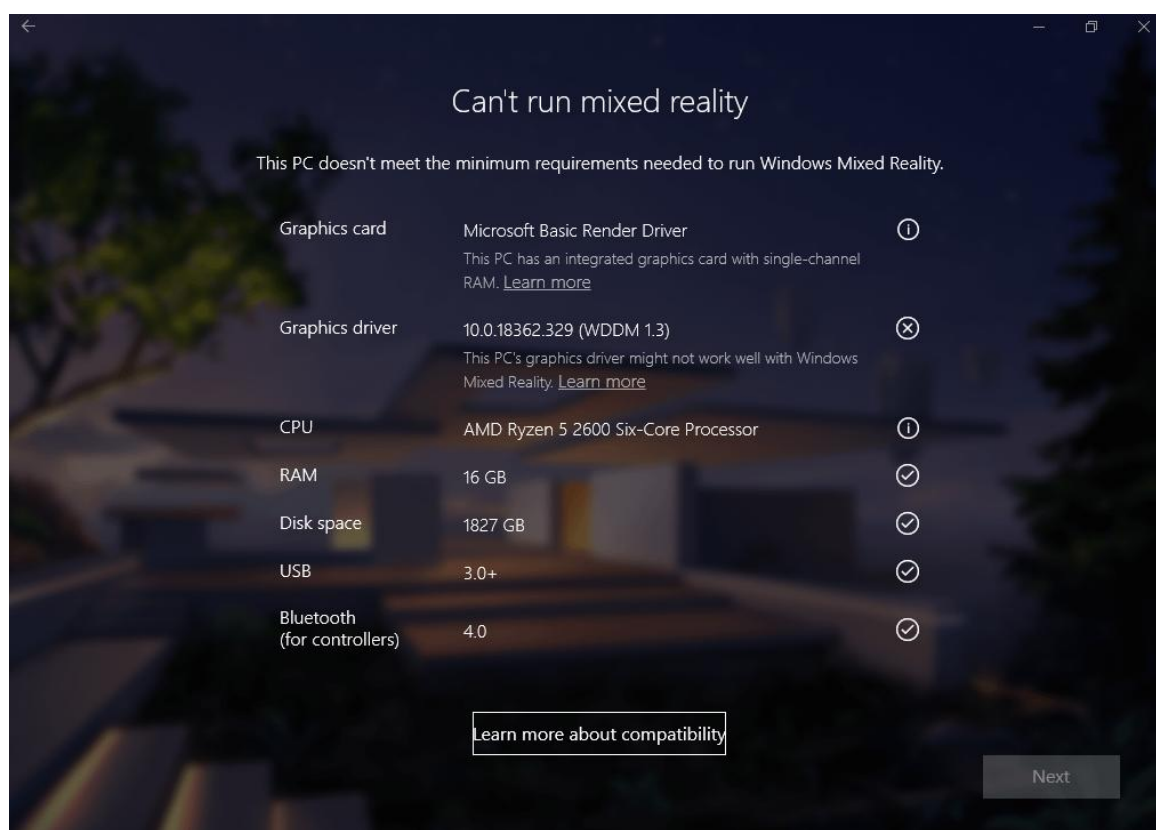 Can't run mixed reality
This PC doesn't meet the minimum requirements needed to run Windows Mixed Reality.
Graphics card
Microsoft Basic Render Driver
This PC has an integrated graphics card with single-channel
RAM. Learn more
Graphics driver
10.0.18362.329 (WDDM 1.3)
This PC's graphics driver might not work well with Windows
Mixed Reality. Learn more
CPU
AMD Ryzen 5 2600 Six-Core Processor
RAM
16 GB
Disk space
1827 GB
USB
3.0+
Bluetooth
(for controllers)
4.0
Learn more about compatibility
Next